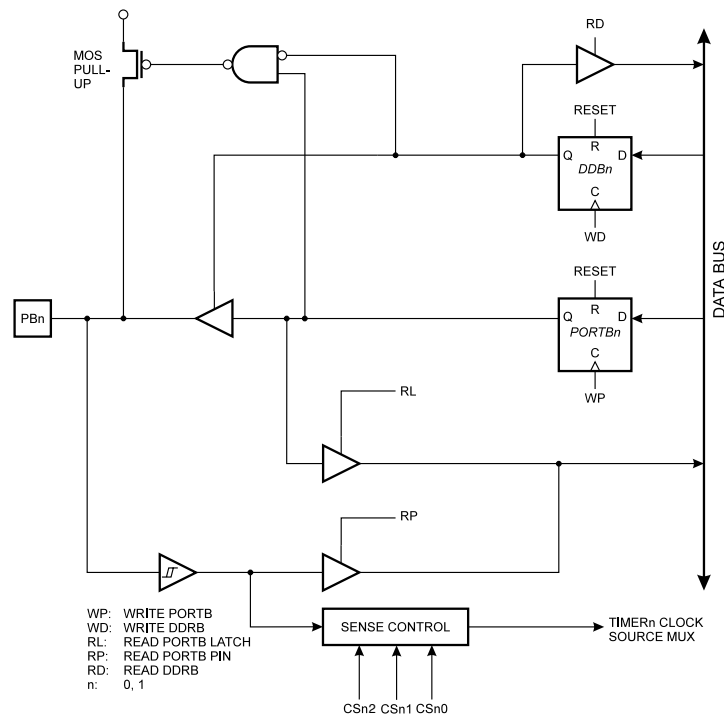 RD
MOS
PULL-
UP
RESET
R
Q
D
DDBn
C
WD
DATA BUS
RESET
PBn
R
Q
D
PORTBn
C
WP
RL
RP
WP: WRITE PORTB
WD: WRITE DDRB
RL: READ PORTB LATCH
RP: READ PORTB PIN
RD: READ DDRB
n: 0, 1
SENSE CONTROL
TIMERn CLOCK
SOURCE MUX
CSn2 CSn1 CSn0